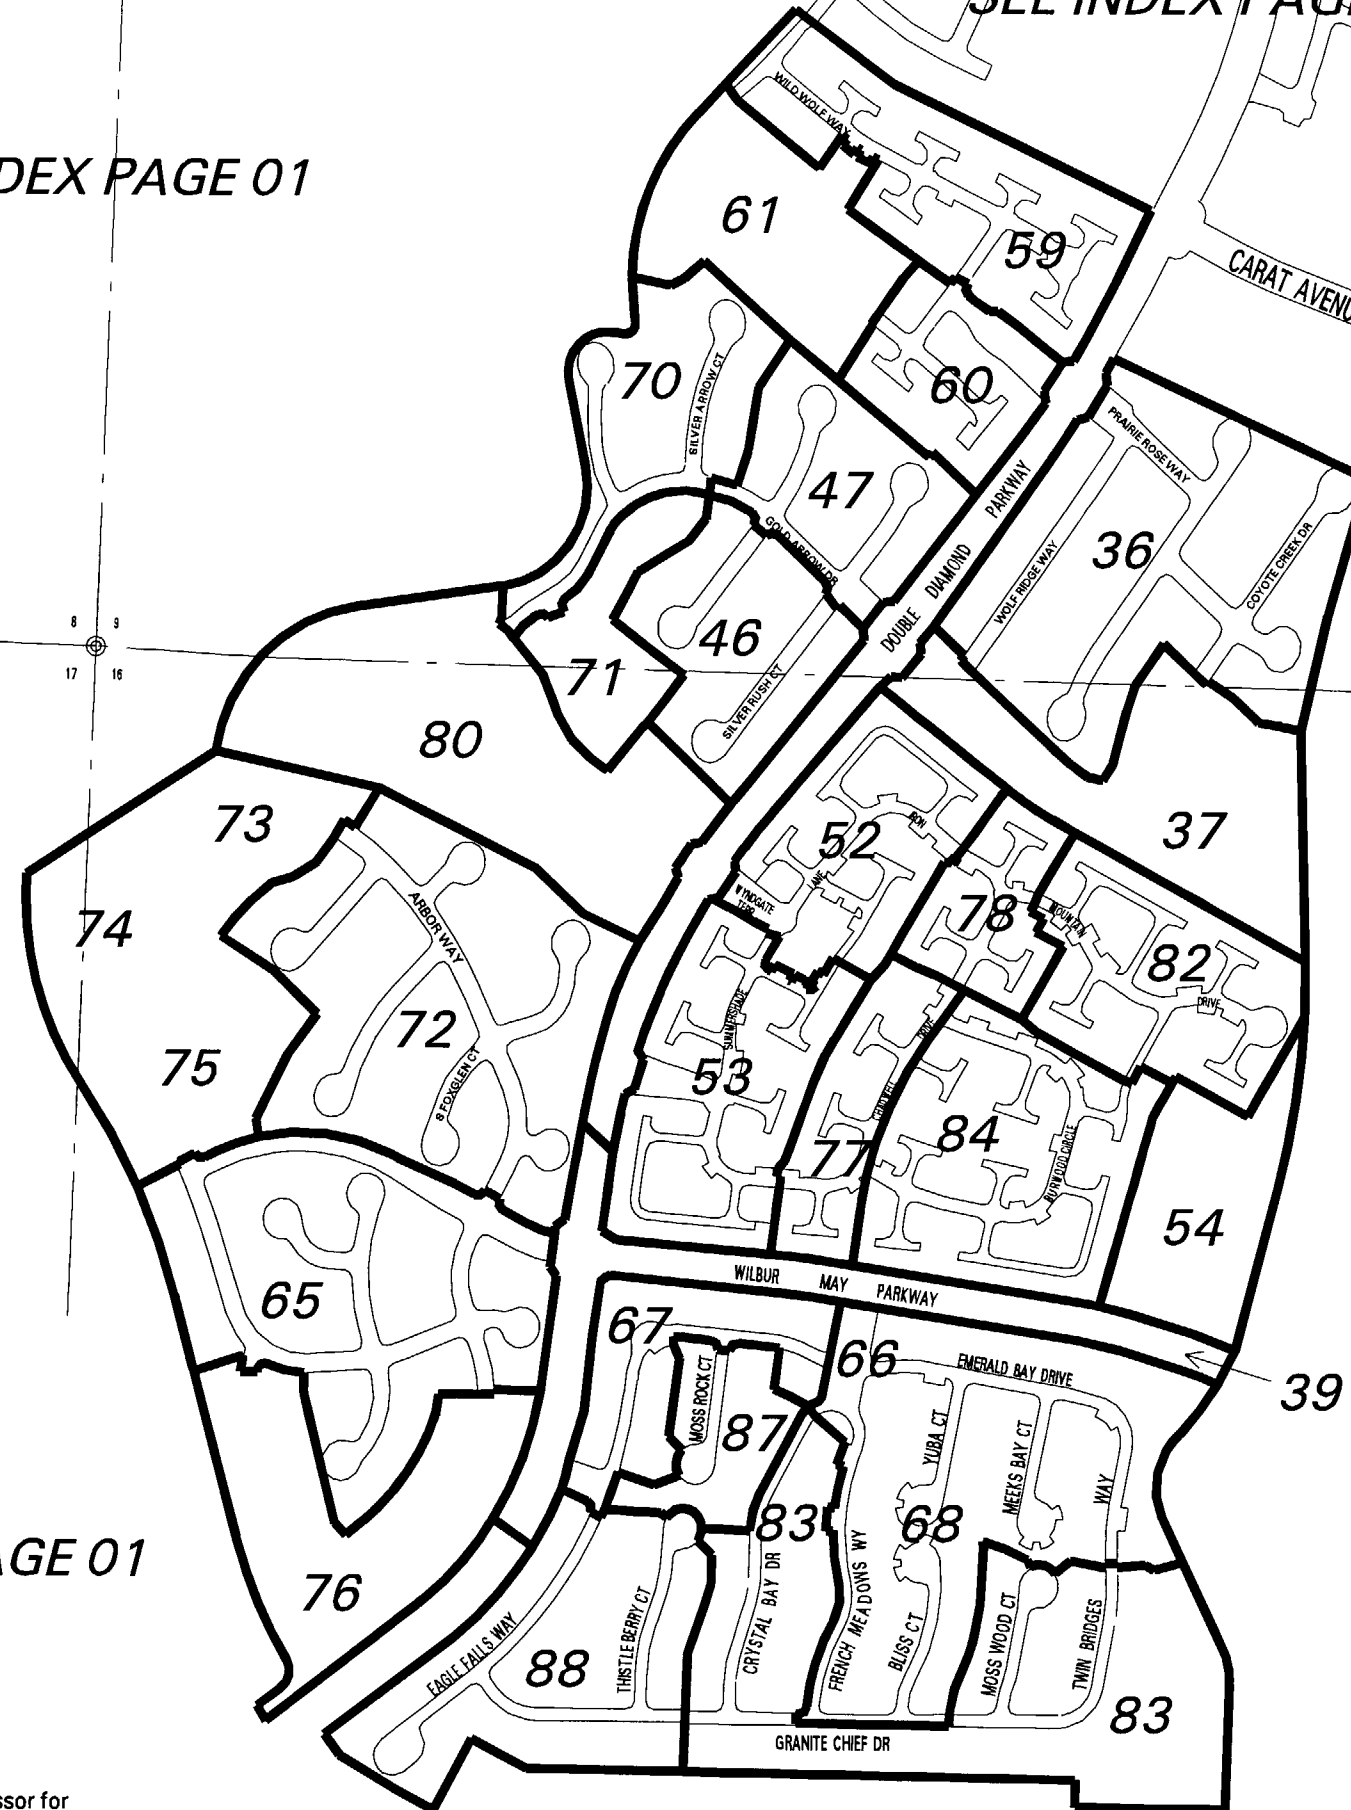 SEE INDEX PAGE
DEX PAGE 01
WILD WOLF WAY
61
59
CARAT AVENU
70
SILVER ARROW CT
60
PRAIRIE ROSE WAY
47
PARKWAY
GOLD ARROW DR
DIAMOND
36
WOLF RIDGE WAY
COYOTE CREEK DR
DOUBLE
8 9
17 16
46
71
SILVER RUSH CT
80
73
52
IRON
37
LANE
WYNDGATE
TERR
74
ARBOR WAY
78
MOUNTAIN
82
DRIVE
72
SUMMERSHADE
DRIVE
75
S FOXGLEN CT
53
84
77
BURWOOD CIRCLE
54
WILBUR MAY PARKWAY
65
67
66
EMERALD BAY DRIVE
39
MOSS ROCK CT
87
YUBA CT
MEEKS BAY CT
WAY
83
68
AGE 01
76
EAGLE FALLS WAY
88
THISTLE BERRY CT
CRYSTAL BAY DR
FRENCH MEADOWS WY
BLISS CT
MOSS WOOD CT
TWIN BRIDGES
83
GRANITE CHIEF DR
ssor for